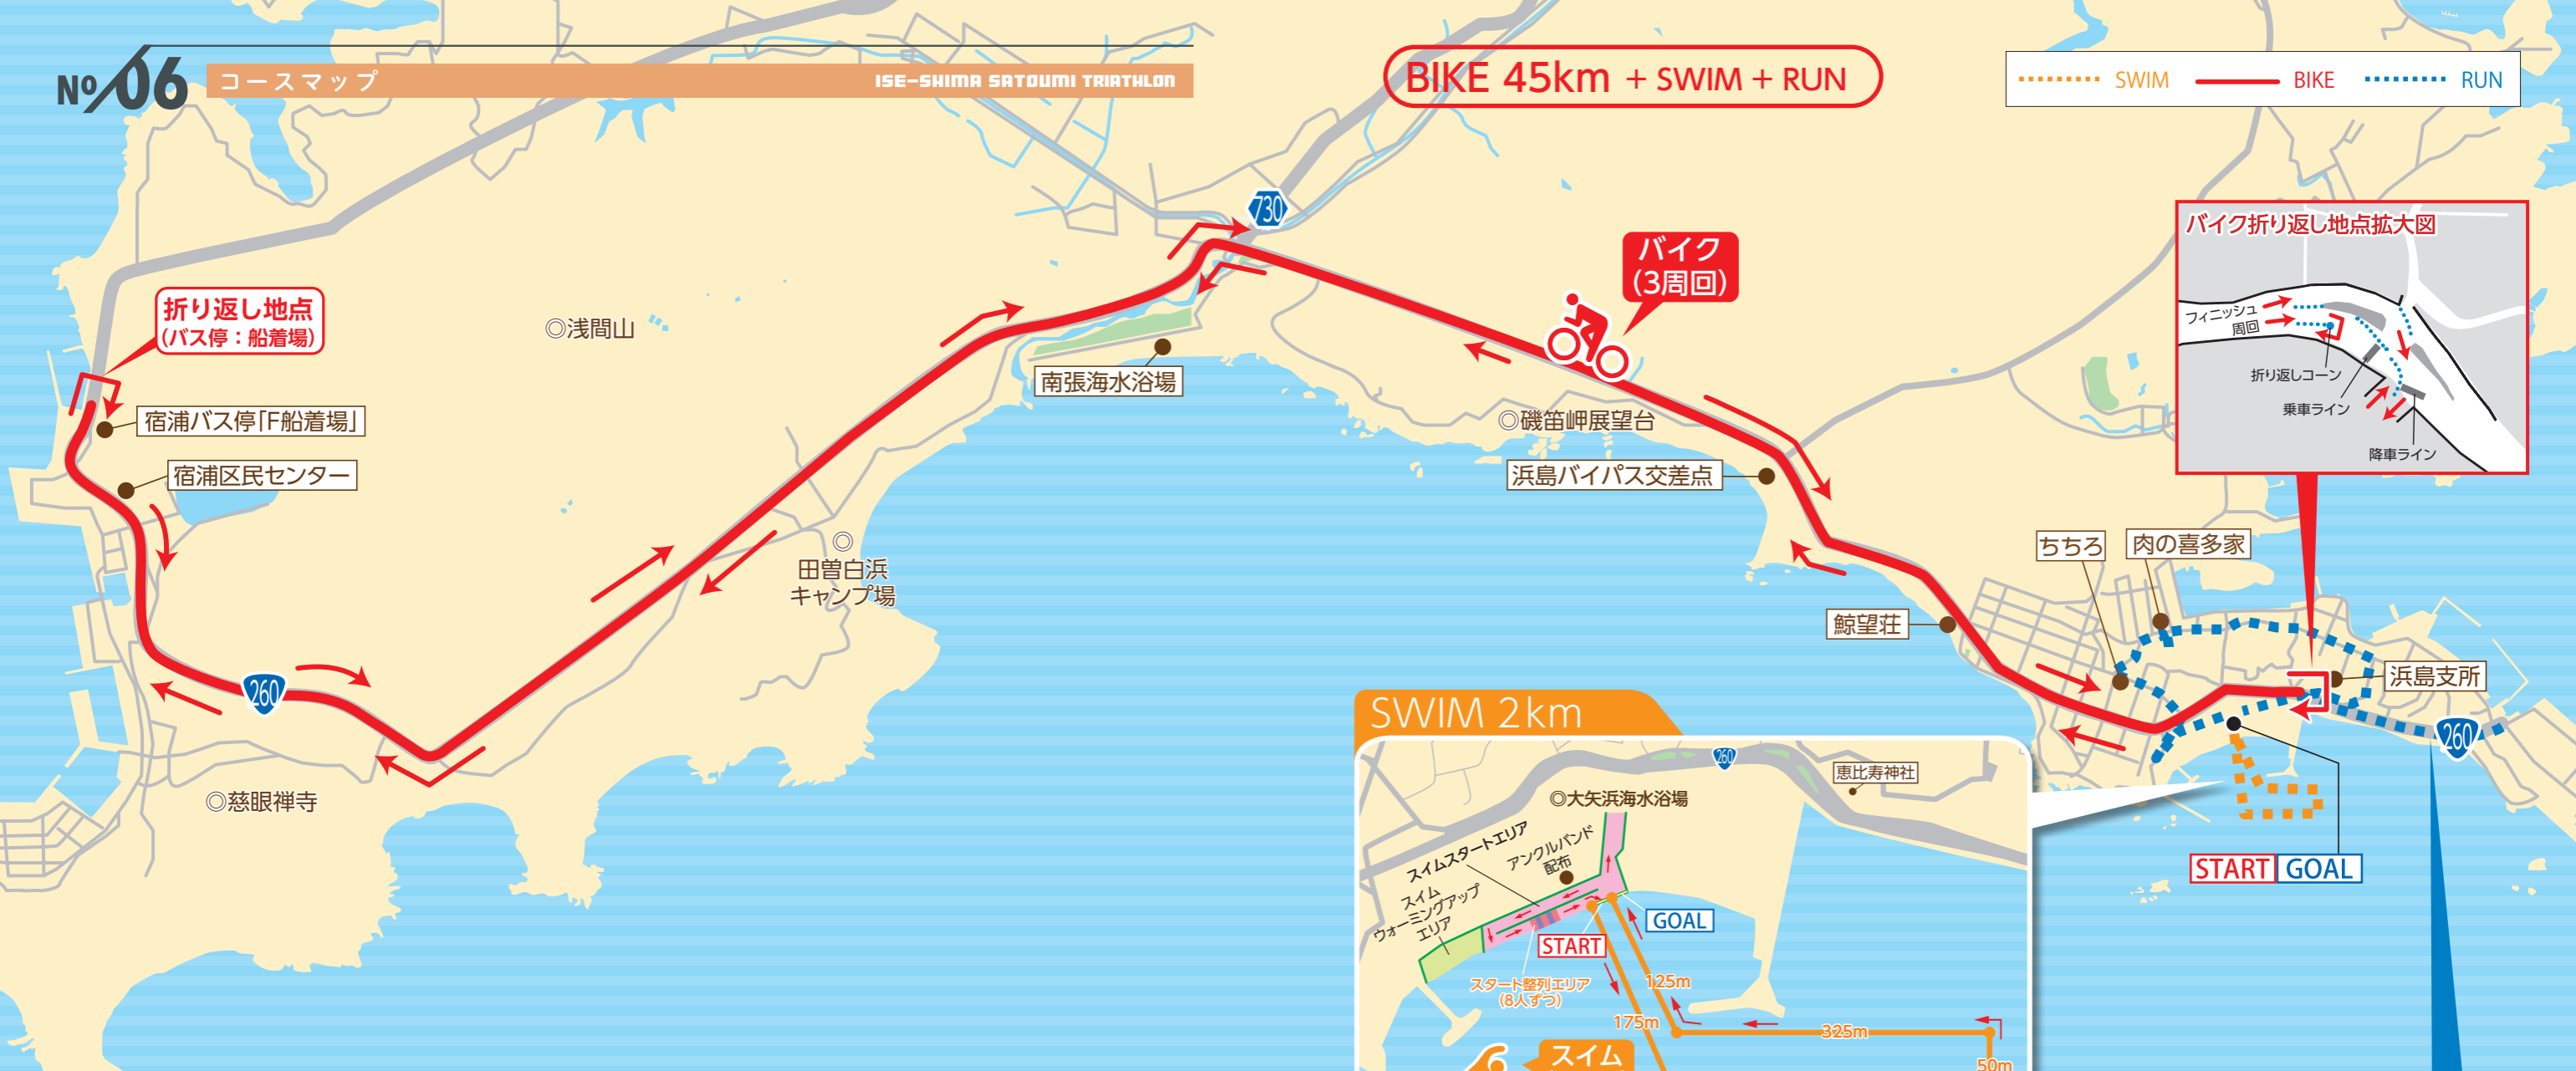 Nº 06
コースマップ
ISE-SHIMA SATOUMI TRIATHLON
BIKE 45km + SWIM + RUN
SWIM
BIKE
RUN
730
バイク
(3周回)
バイク折り返し地点拡大図
フィニッシュ
周回
折り返しコーン
乗車ライン
降車ライン
折り返し地点
(バス停：船着場)
◎浅間山
南張海水浴場
宿浦バス停「F船着場」
◎磯笛岬展望台
宿浦区民センター
浜島バイパス交差点
◎
田曽白浜
キャンプ場
ちちろ
肉の喜多家
鯨望荘
浜島支所
260
260
◎慈眼禅寺
START
GOAL
SWIM 2km
260
恵比寿神社
◎大矢浜海水浴場
スイムスタートエリア
アンクルバンド
配布
スイム
ウォーミングアップ
エリア
GOAL
START
スタート整列エリア
(8人ずつ)
125m
175m
325m
スイム
50m